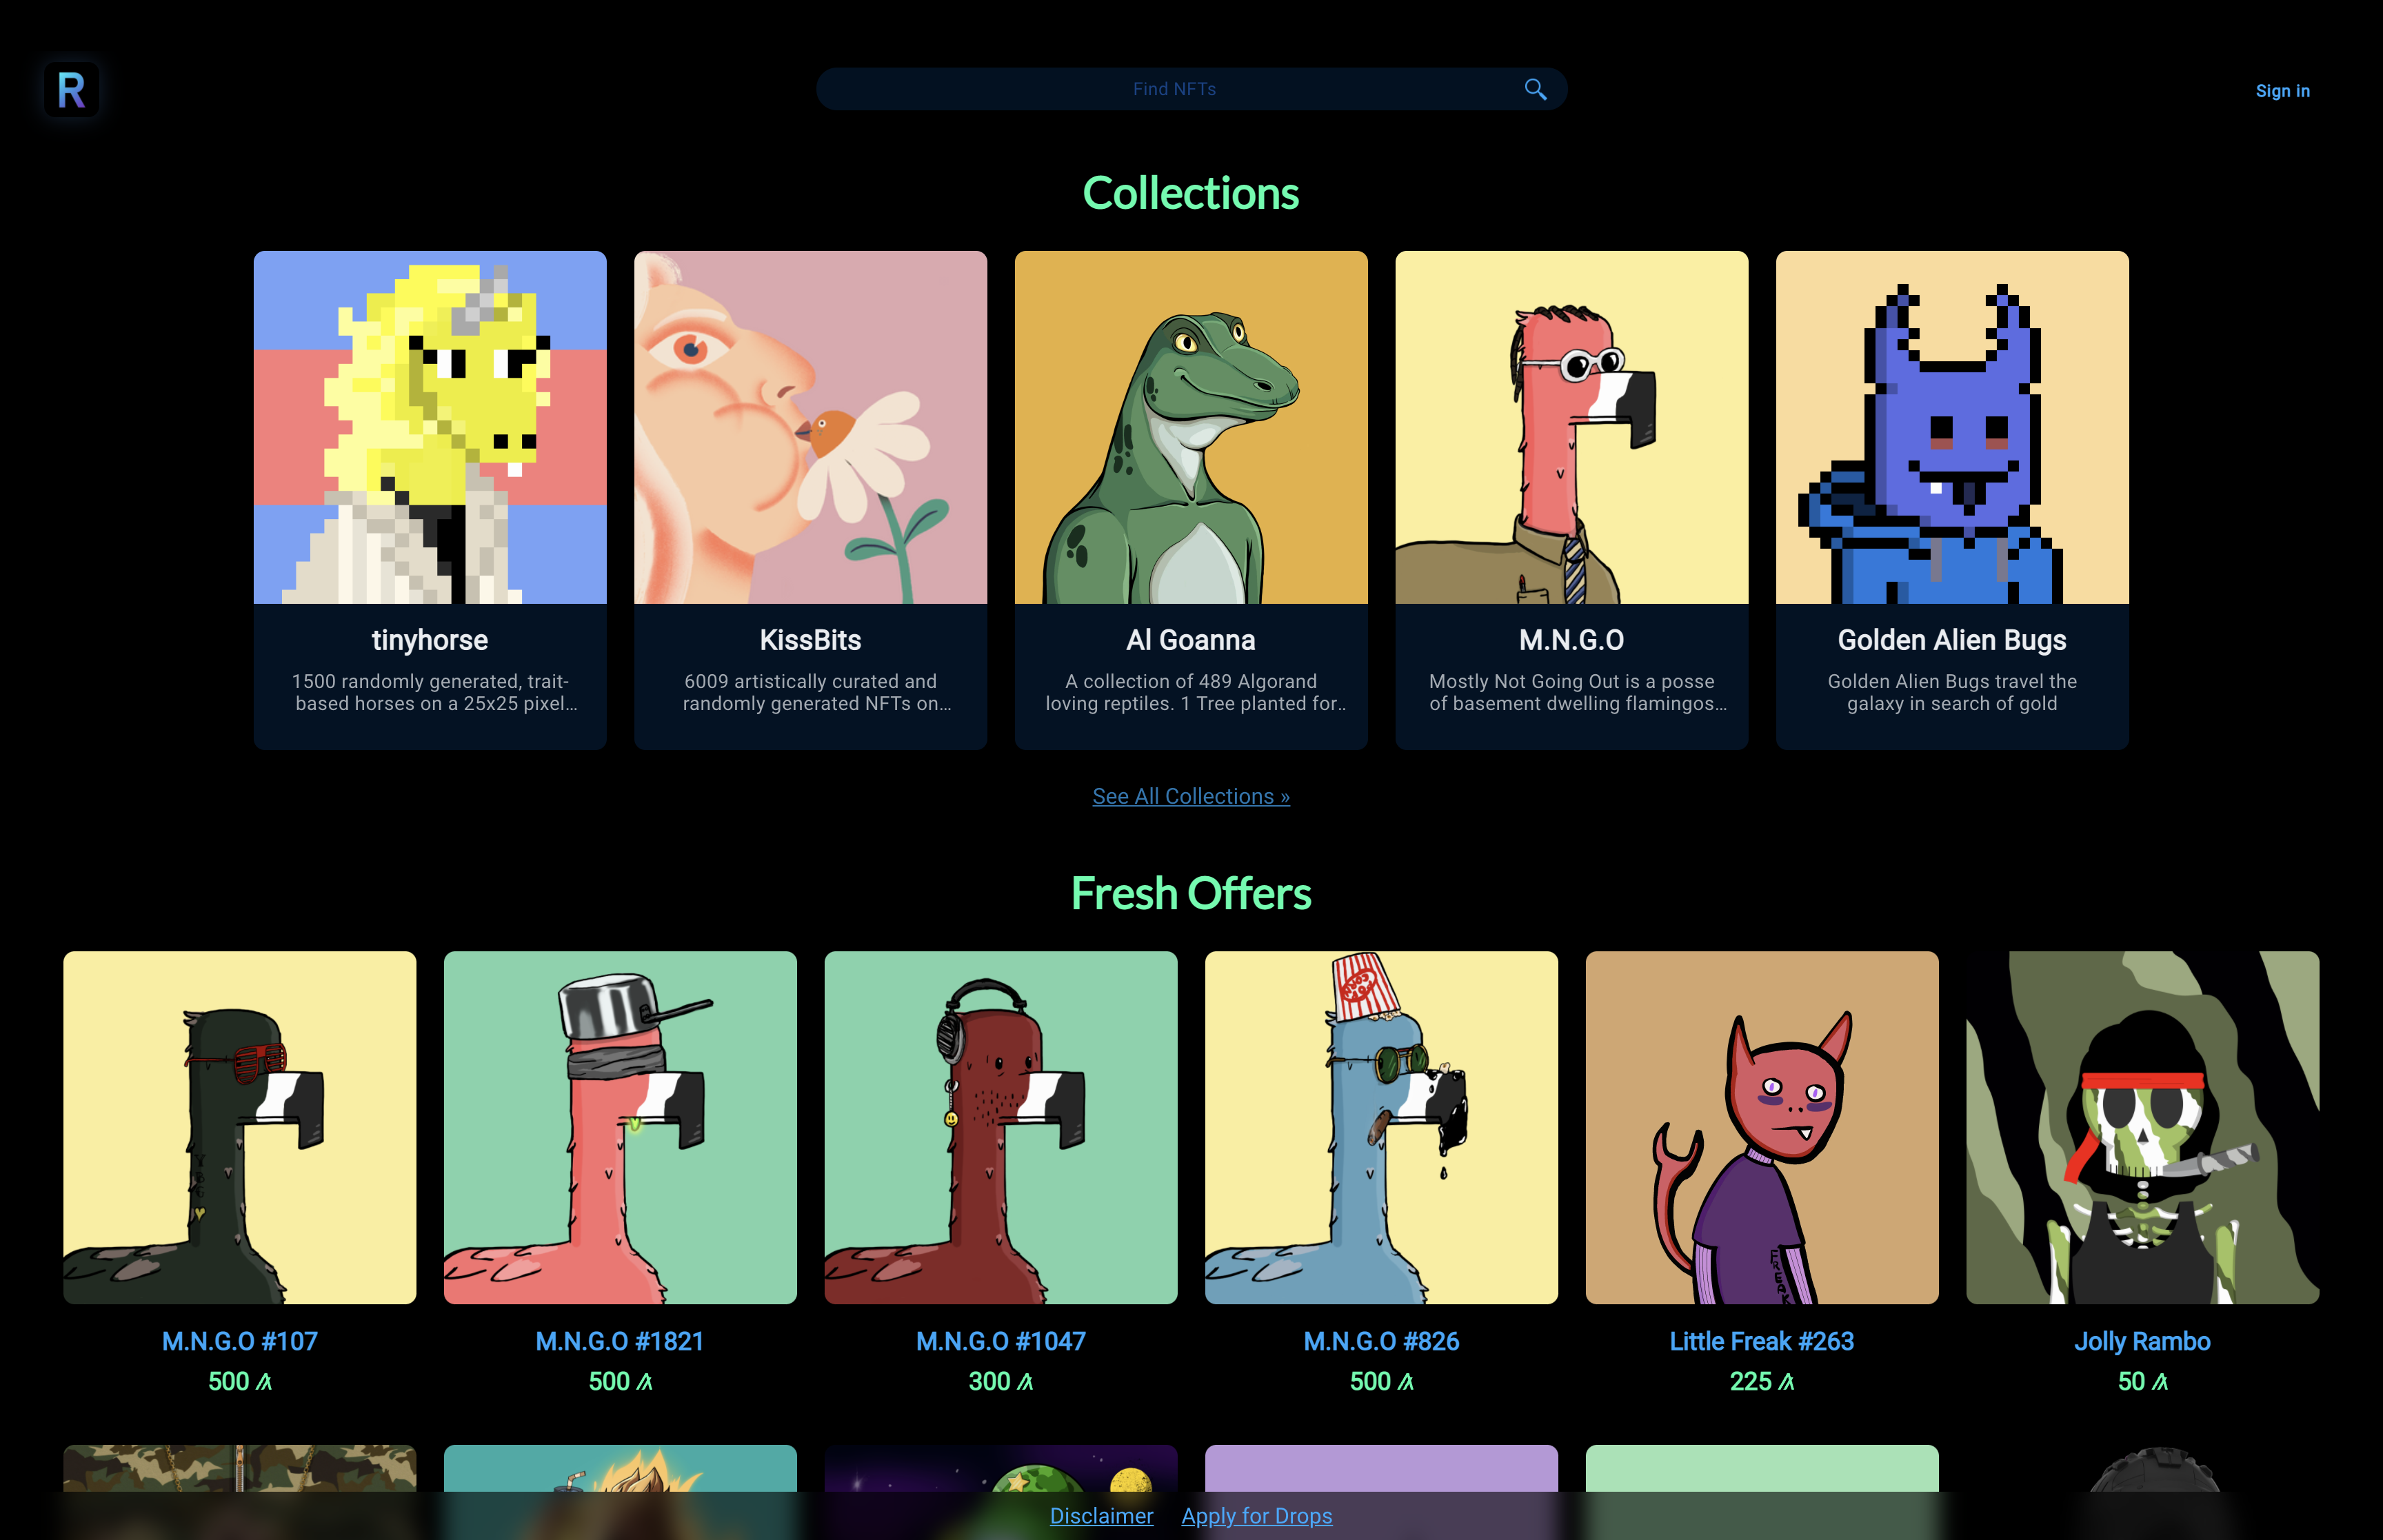 R
Find NFTs
Sign in
Collections
tinyhorse
1500 randomly generated, trait-
based horses on a 25x25 pixel...
KissBits
6009 artistically curated and
randomly generated NFTs on...
Al Goanna
A collection of 489 Algorand
loving reptiles. 1 Tree planted for..
M.N.G.O
Mostly Not Going Out is a posse
of basement dwelling flamingos...
Golden Alien Bugs
Golden Alien Bugs travel the
galaxy in search of gold
See All Collections »
Fresh Offers
POP
CORN
FREAK
M.N.G.O #107
500
M.N.G.O #1821
500
M.N.G.O #1047
300
M.N.G.O #826
500
Little Freak #263
225
Jolly Rambo
50
Disclaimer
Apply for Drops